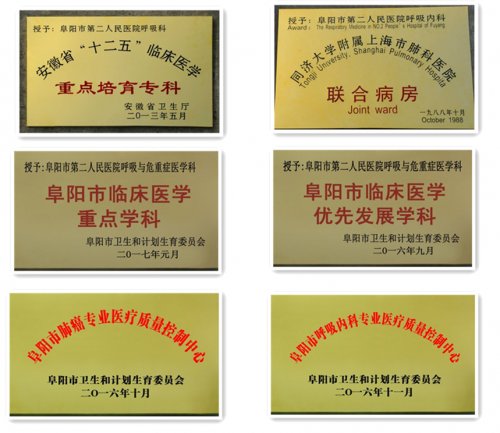 授予：阜阳市第二人民医院呼吸科
安徽省“十二五”临床医学
重点培育专科
安徽省卫生厅
二〇一三年五月
授予：阜阳市第二人民医院呼吸内科
Award: The Respiratory Medicine in NO.2 People's Hospital of Fuyang
同济大学附属上海市肺科医院
Tongji University, Shanghai Pulmonary Hospita
联合病房
Joint ward
一九八八年十月
October 1988
授予:阜阳市第二人民医院呼吸与危重症医学科
阜阳市临床医学
重点学科
阜阳市卫生和计划生育委员会
二〇一七年元月
授予:阜阳市第二人民医院呼吸与危重症医学科
阜阳市临床医学
优先发展学科
阜阳市卫生和计划生育委员会
二〇一六年九月
阜阳市肺癌专业医疗质量控制中心
阜阳市卫生和计划生育委员会
二〇一六年十月
阜阳市呼吸内科专业医疗质量控制中心
阜阳市卫生和计划生育委员会
二〇一六年十一月